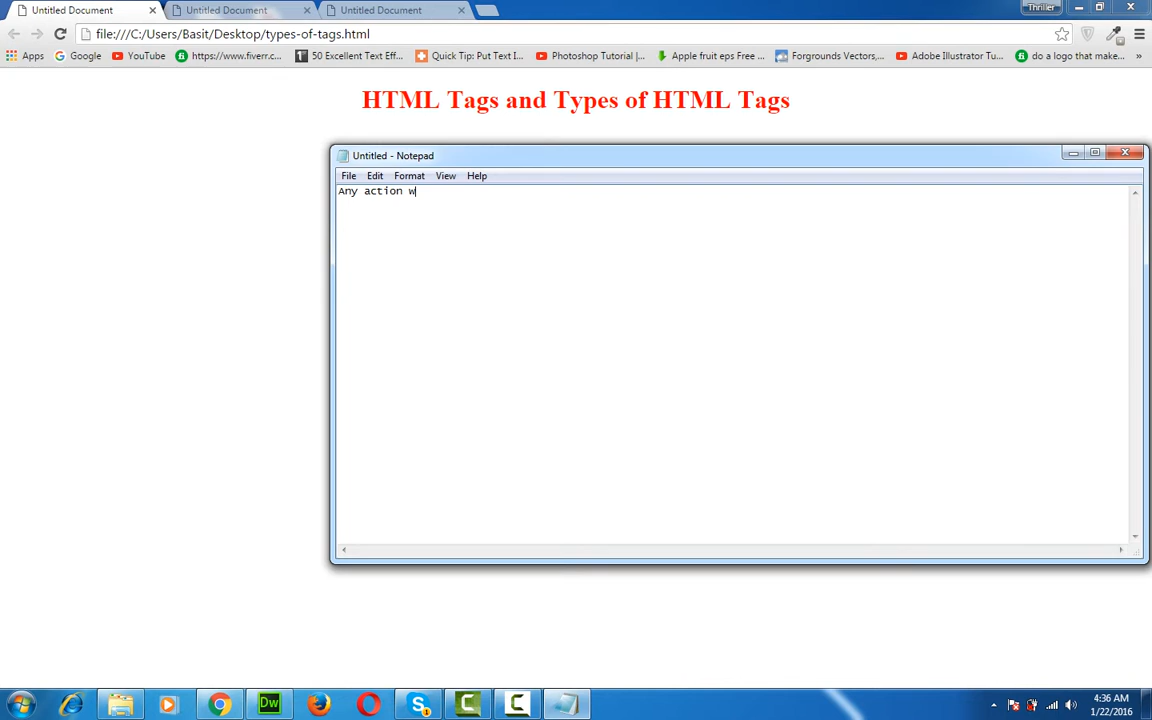 Untitled Document Untitled Document Untitled Document Thriller
file:///C:/Users/Basit/Desktop/types-of-tags.html
Apps Google YouTube https://www.fiverr.c... 50 Excellent Text Eff... Quick Tip: Put Text I... Photoshop Tutorial |... Apple fruit eps Free ... Forgrounds Vectors,... Adobe Illustrator Tu... do a logo that make... »
HTML Tags and Types of HTML Tags
Untitled - Notepad
File Edit Format View Help
Any action w
4:36 AM
1/22/2016